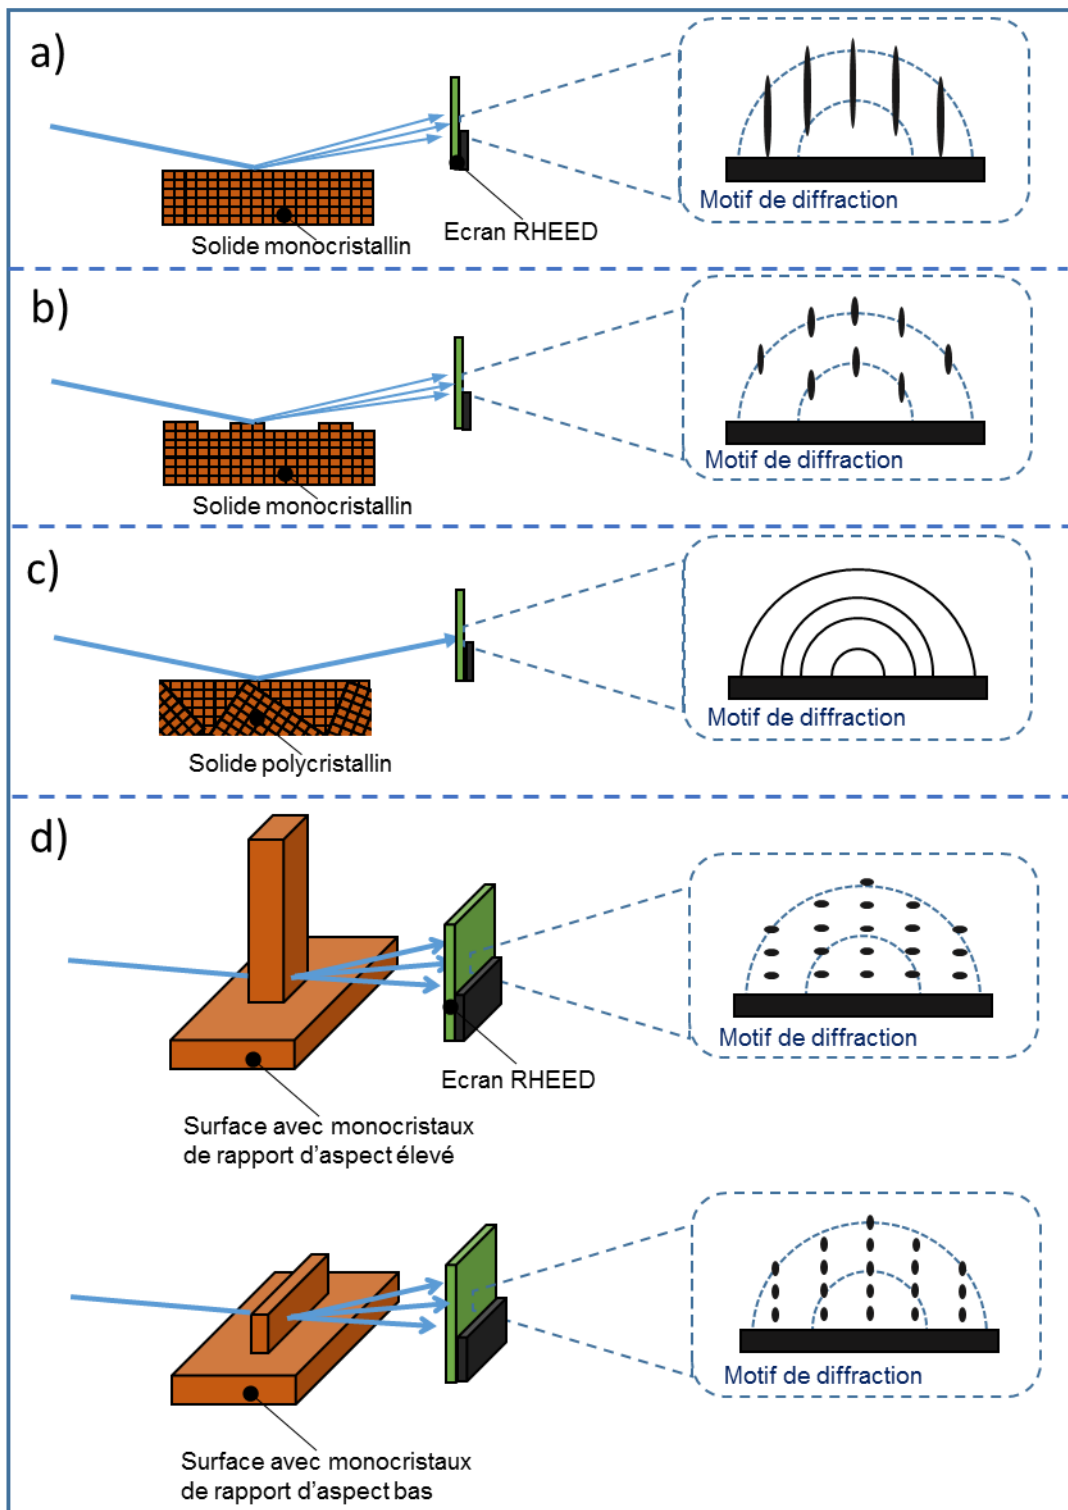 a)
Solide monocristallin
Ecran RHEED
Motif de diffraction
b)
Solide monocristallin
Motif de diffraction
c)
Solide polycristallin
Motif de diffraction
d)
Ecran RHEED
Motif de diffraction
Surface avec monocristaux
de rapport d'aspect élevé
Motif de diffraction
Surface avec monocristaux
de rapport d'aspect bas